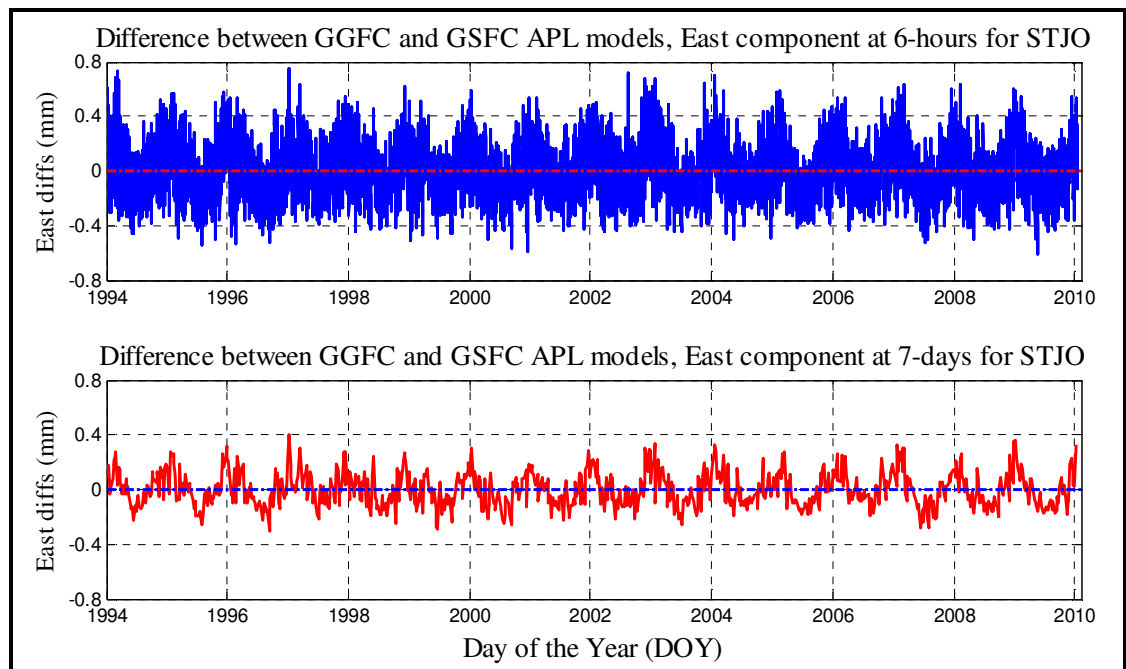 Difference between GGFC and GSFC APL models, East component at 6-hours for STJO
East diffs (mm)
0.8
0.4
0
-0.4
-0.8
1994 1996 1998 2000 2002 2004 2006 2008 2010
Difference between GGFC and GSFC APL models, East component at 7-days for STJO
East diffs (mm)
0.8
0.4
0
-0.4
-0.8
1994 1996 1998 2000 2002 2004 2006 2008 2010
Day of the Year (DOY)